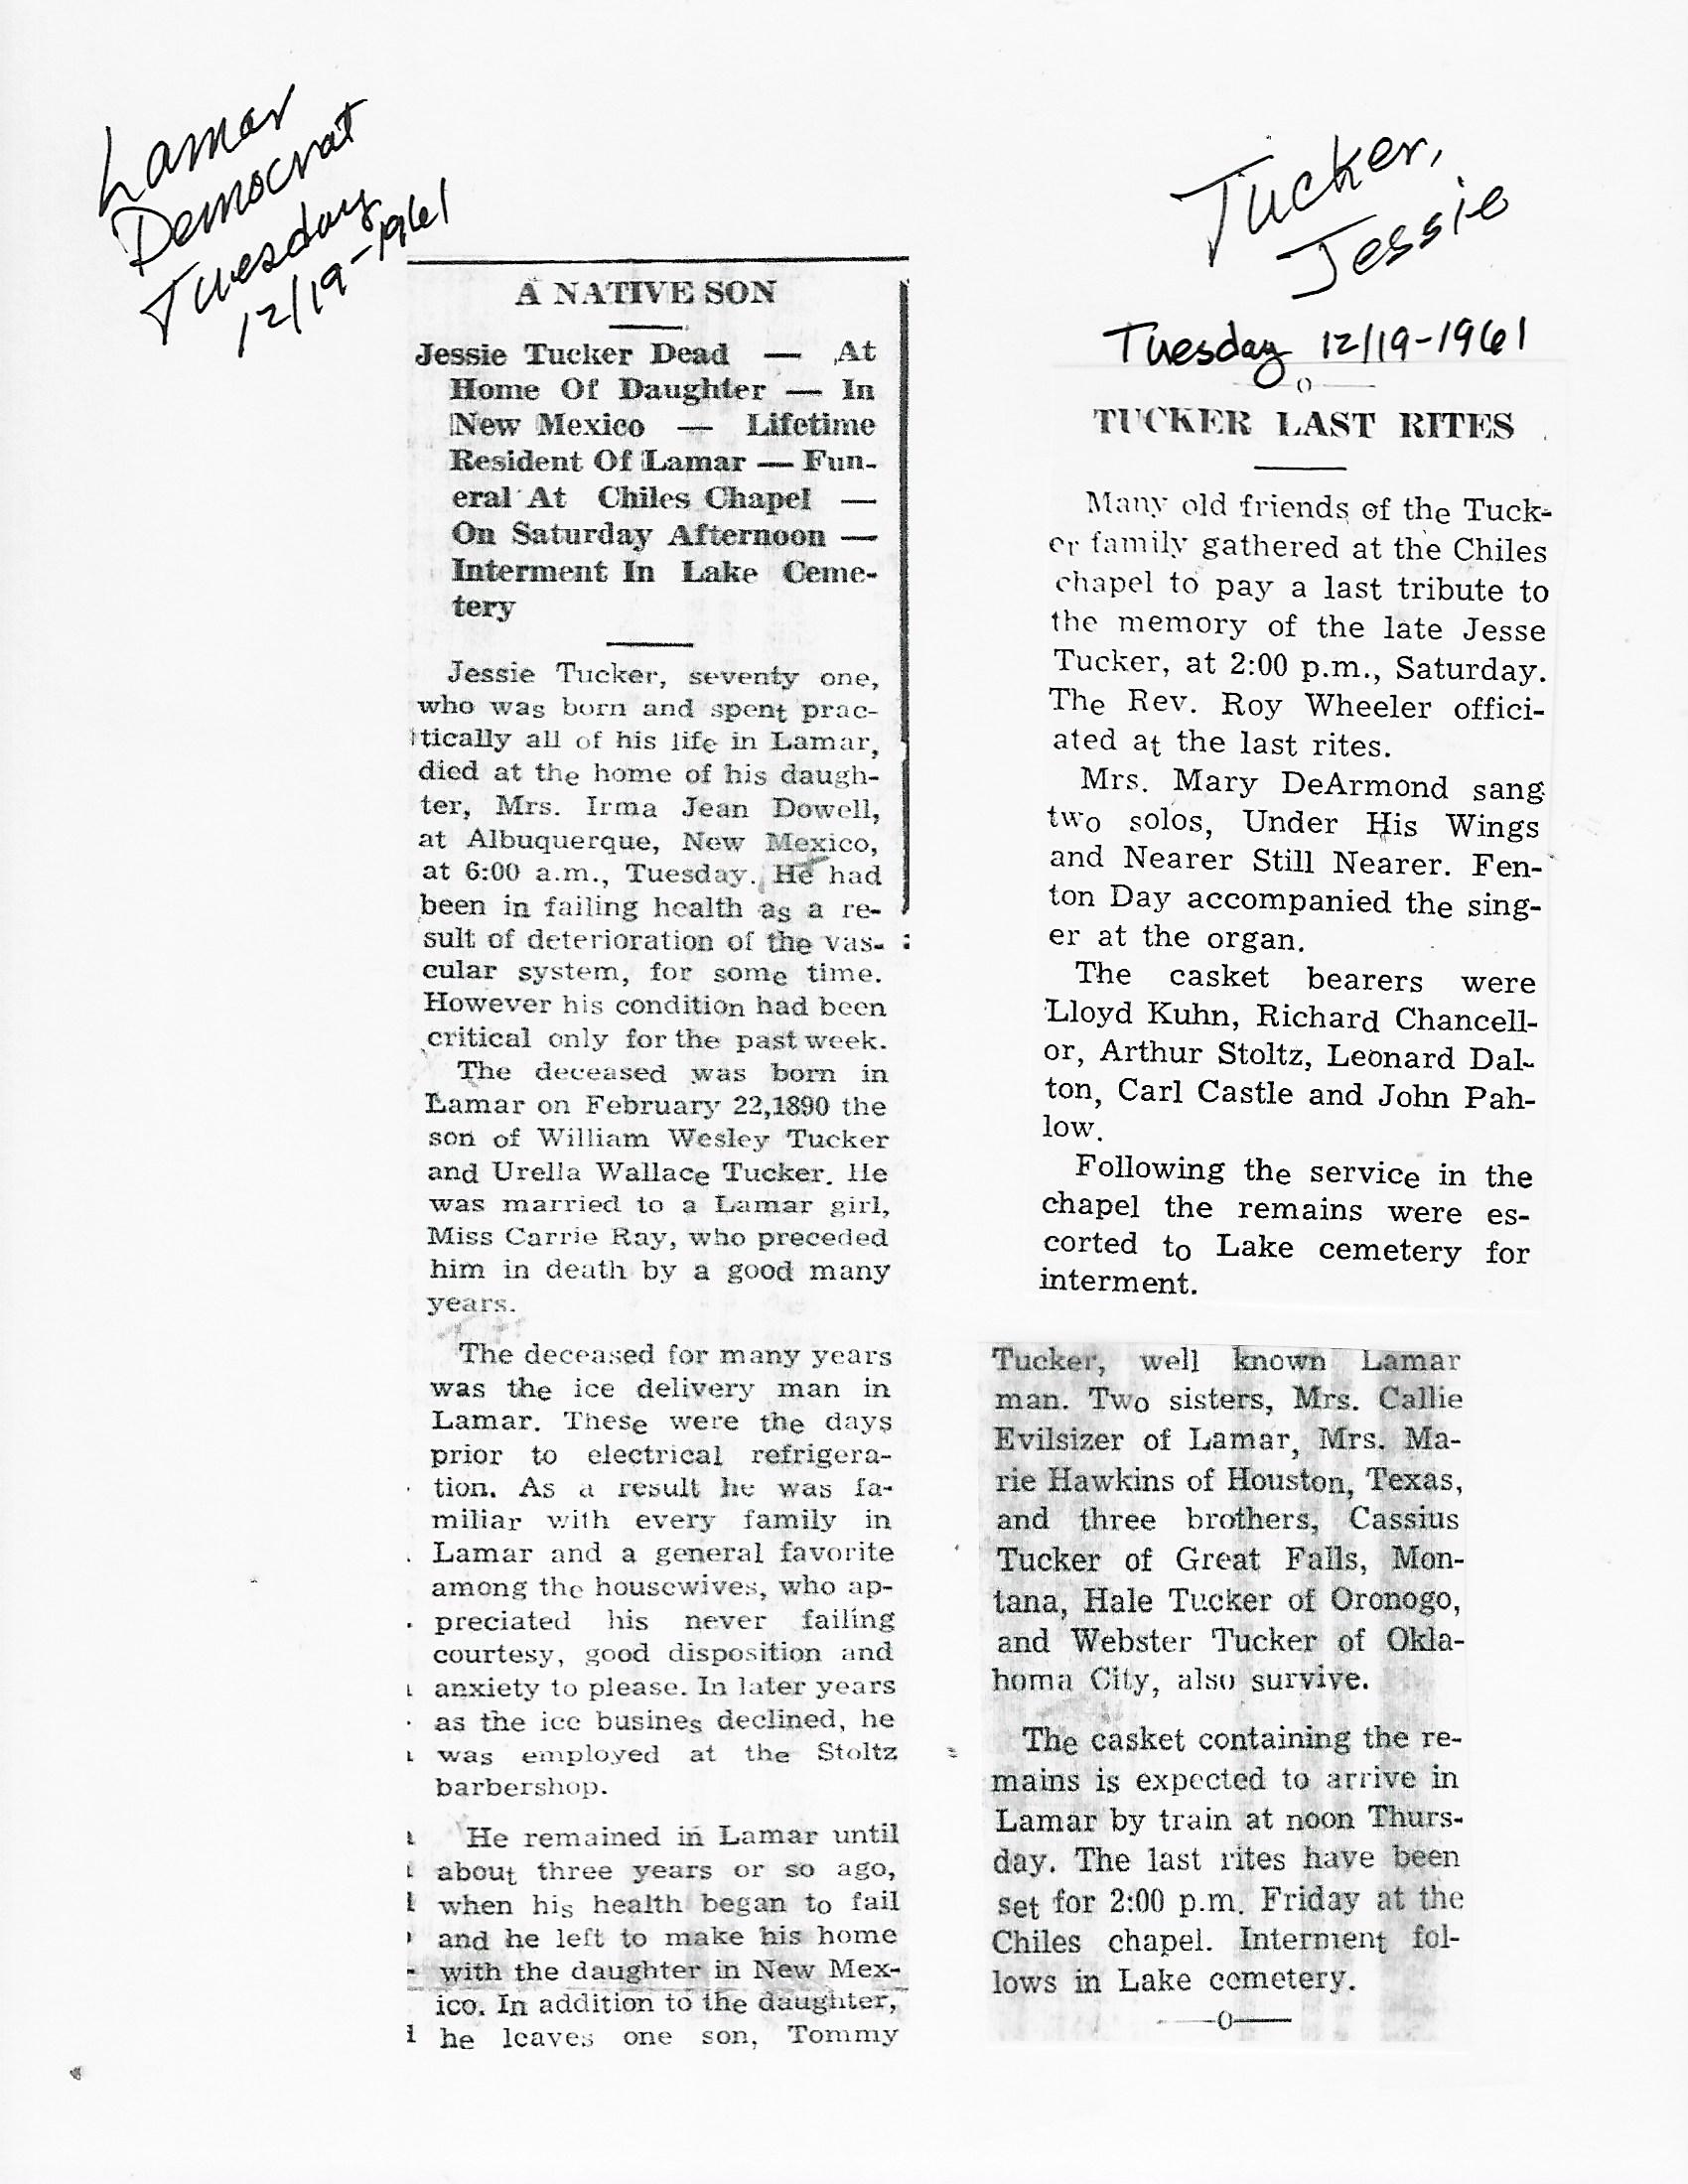 Lamar
Democrat
Tuesday
12/19-1961
A NATIVE SON
Jessie Tucker Dead — At
Home Of Daughter — In
New Mexico — Lifetime
Resident Of Lamar — Fun-
eral At Chiles Chapel —
On Saturday Afternoon —
Interment In Lake Ceme-
tery
Jessie Tucker, seventy one,
who was born and spent prac-
tically all of his life in Lamar,
died at the home of his daugh-
ter, Mrs. Irma Jean Dowell,
at Albuquerque, New Mexico,
at 6:00 a.m., Tuesday. He had
been in failing health as a re-
sult of deterioration of the vas-
cular system, for some time.
However his condition had been
critical only for the past week.
The deceased was born in
Lamar on February 22,1890 the
son of William Wesley Tucker
and Urella Wallace Tucker. He
was married to a Lamar girl,
Miss Carrie Ray, who preceded
him in death by a good many
years.
The deceased for many years
was the ice delivery man in
Lamar. These were the days
prior to electrical refrigera-
tion. As a result he was fa-
miliar with every family in
Lamar and a general favorite
among the housewives, who ap-
preciated his never failing
courtesy, good disposition and
anxiety to please. In later years
as the ice busines declined, he
was employed at the Stoltz
barbershop.
He remained in Lamar until
about three years or so ago,
when his health began to fail
and he left to make his home
with the daughter in New Mex-
ico. In addition to the daughter,
he leaves one son, Tommy
Tucker,
Jessie
Tuesday 12/19-1961
—0—
TUCKER LAST RITES
Many old friends of the Tuck-
er family gathered at the Chiles
chapel to pay a last tribute to
the memory of the late Jesse
Tucker, at 2:00 p.m., Saturday.
The Rev. Roy Wheeler offici-
ated at the last rites.
Mrs. Mary DeArmond sang
two solos, Under His Wings
and Nearer Still Nearer. Fen-
ton Day accompanied the sing-
er at the organ.
The casket bearers were
Lloyd Kuhn, Richard Chancell-
or, Arthur Stoltz, Leonard Dal-
ton, Carl Castle and John Pah-
low.
Following the service in the
chapel the remains were es-
corted to Lake cemetery for
interment.
Tucker, well known Lamar
man. Two sisters, Mrs. Callie
Evilsizer of Lamar, Mrs. Ma-
rie Hawkins of Houston, Texas,
and three brothers, Cassius
Tucker of Great Falls, Mon-
tana, Hale Tucker of Oronogo,
and Webster Tucker of Okla-
homa City, also survive.
The casket containing the re-
mains is expected to arrive in
Lamar by train at noon Thurs-
day. The last rites have been
set for 2:00 p.m. Friday at the
Chiles chapel. Interment fol-
lows in Lake cemetery.
—0—